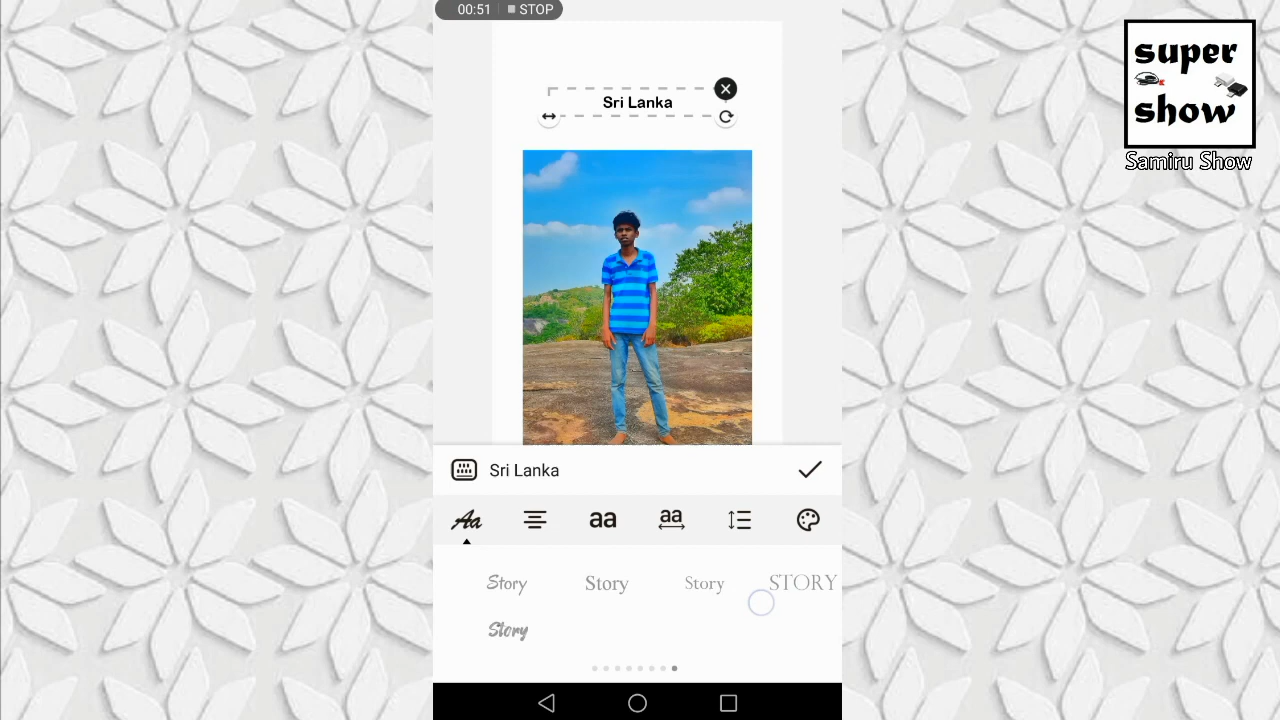 00:51 STOP
super
show
Samiru Show
Sri Lanka
Sri Lanka
Aa aa aa
Story Story Story STORY
Story